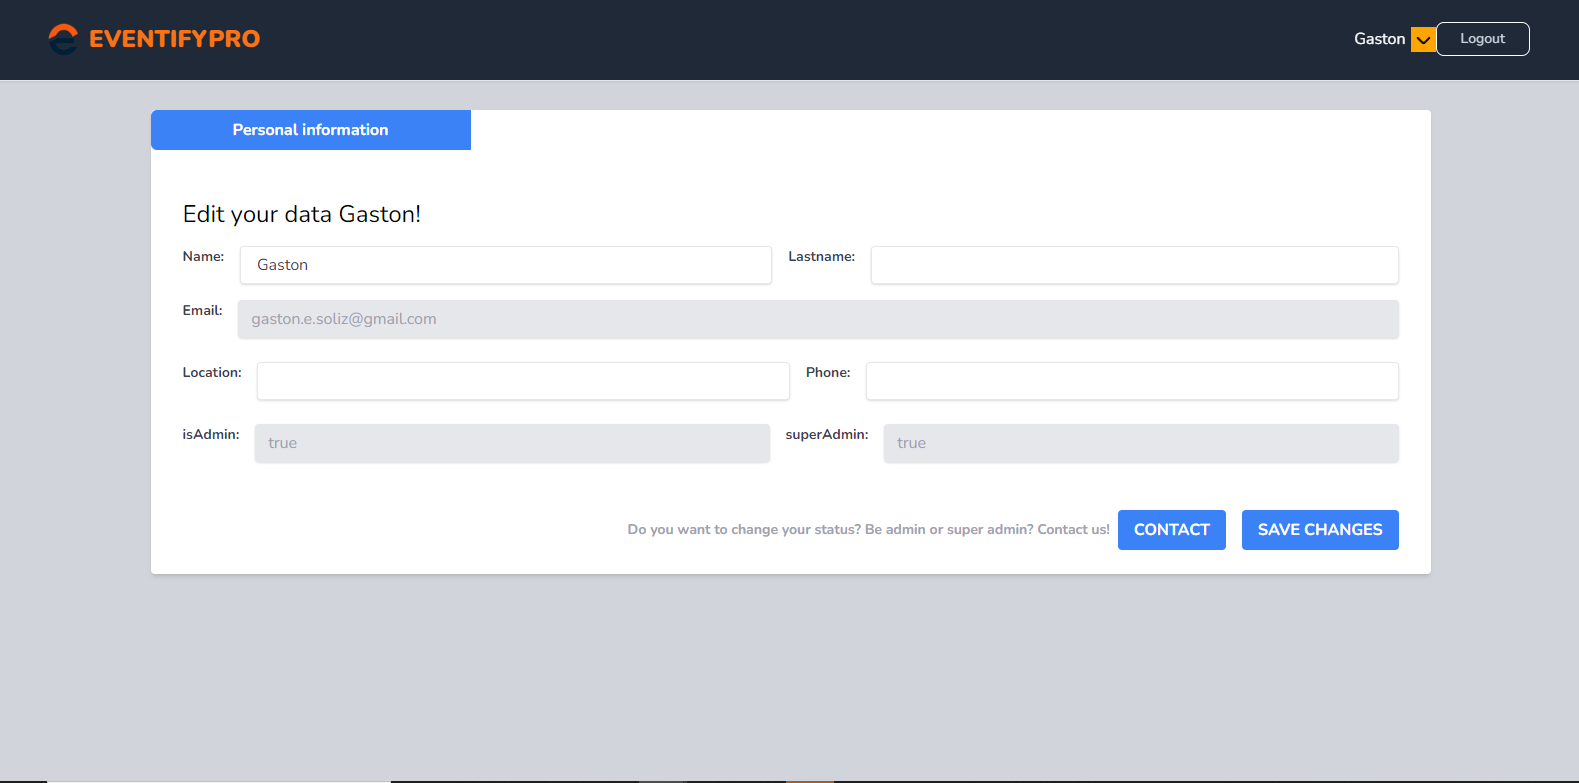 EVENTIFYPRO
Gaston
Logout
Personal information
Edit your data Gaston!
Name: Gaston Lastname:
Email: gaston.e.soliz@gmail.com
Location: Phone:
isAdmin: true superAdmin: true
Do you want to change your status? Be admin or super admin? Contact us! CONTACT SAVE CHANGES